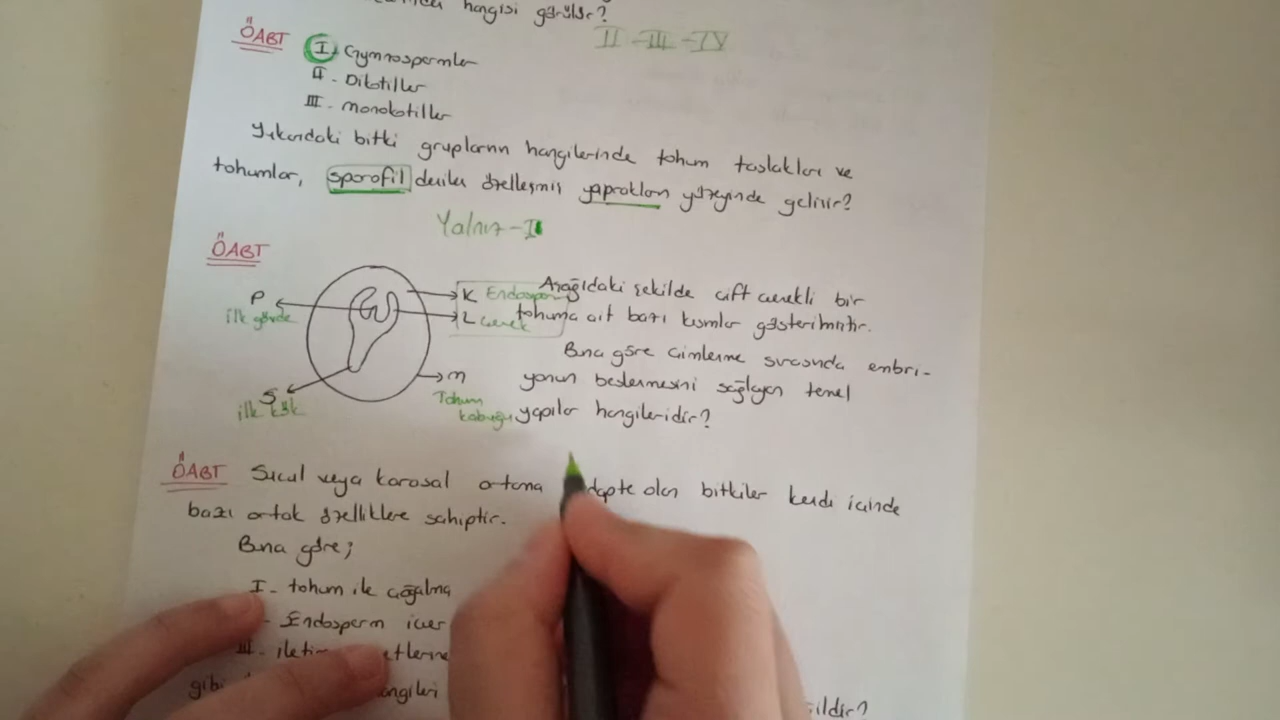 hangisi görülür?
II - III - IV
ÖABT
I Gymnospermler
II - Dikotiller
III - monokotiller
Yukarıdaki bitki gruplarının hangilerinde tohum taslakları ve
tohumlar, sporofil denilen özelleşmiş yaprakları yüzeyinde gelişir?
Yalnız - I
ÖABT
P
ilk gövde
S
ilk kök
K Endosperm
L Çenek
m
Tohum
kabuğu
Aşağıdaki şekilde çift çenekli bir
tohuma ait bazı kısımlar gösterilmiştir.
Buna göre çimlenme sırasında embri-
yonun beslenmesini sağlayan temel
yapılar hangileridir?
ÖABT Sucul veya karasal ortama adapte olan bitkiler kendi içinde
bazı ortak özelliklere sahiptir.
Buna göre;
I - tohum ile çoğalma
- Endosperm içer
III - iletim
gibi